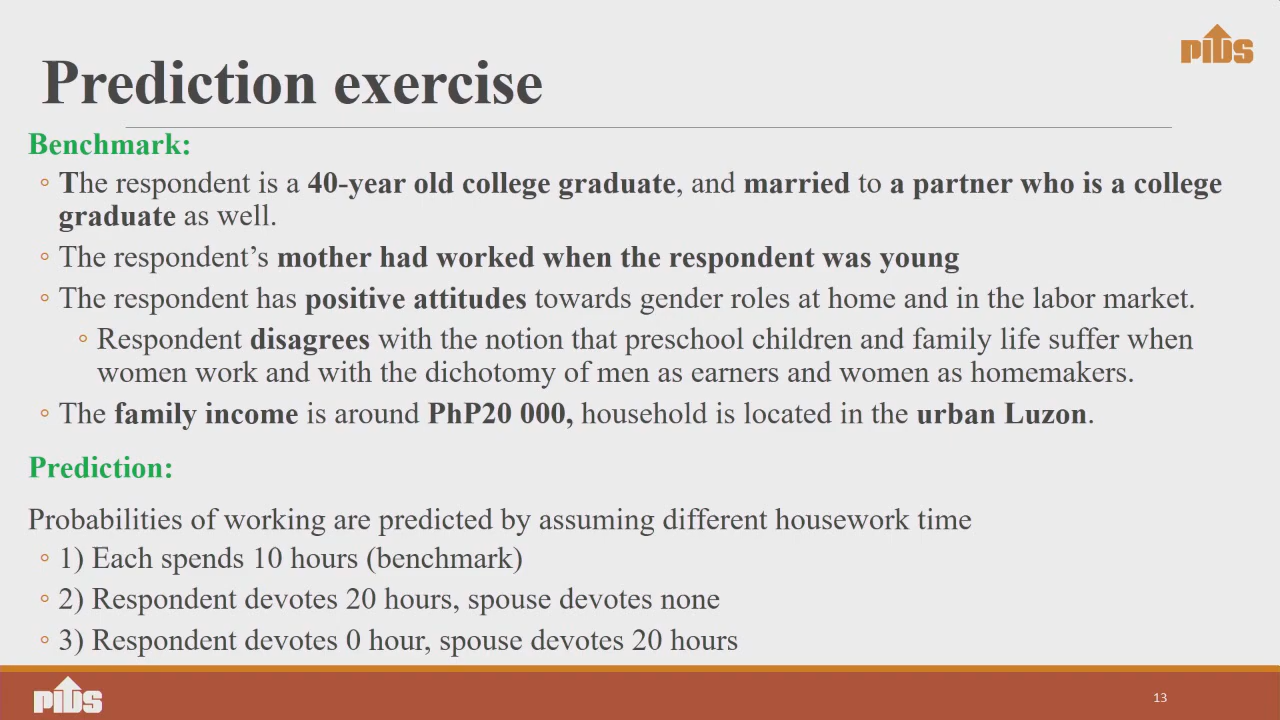 PIDS
Prediction exercise
Benchmark:
◦ The respondent is a 40-year old college graduate, and married to a partner who is a college
graduate as well.
◦ The respondent’s mother had worked when the respondent was young
◦ The respondent has positive attitudes towards gender roles at home and in the labor market.
◦ Respondent disagrees with the notion that preschool children and family life suffer when
women work and with the dichotomy of men as earners and women as homemakers.
◦ The family income is around PhP20 000, household is located in the urban Luzon.
Prediction:
Probabilities of working are predicted by assuming different housework time
◦ 1) Each spends 10 hours (benchmark)
◦ 2) Respondent devotes 20 hours, spouse devotes none
◦ 3) Respondent devotes 0 hour, spouse devotes 20 hours
PIDS
13